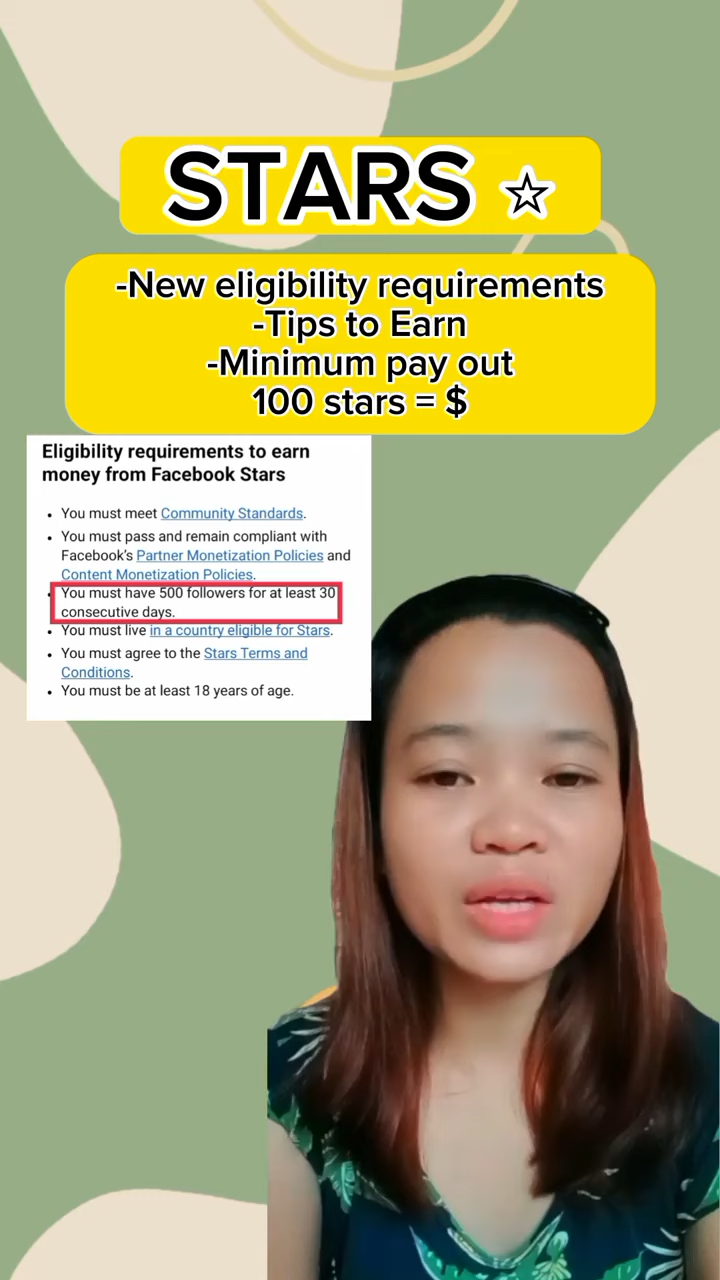 STARS ☆
-New eligibility requirements
-Tips to Earn
-Minimum pay out
100 stars = $
Eligibility requirements to earn
money from Facebook Stars
• You must meet Community Standards.
• You must pass and remain compliant with
Facebook's Partner Monetization Policies and
Content Monetization Policies.
• You must have 500 followers for at least 30
consecutive days.
• You must live in a country eligible for Stars.
• You must agree to the Stars Terms and
Conditions.
• You must be at least 18 years of age.